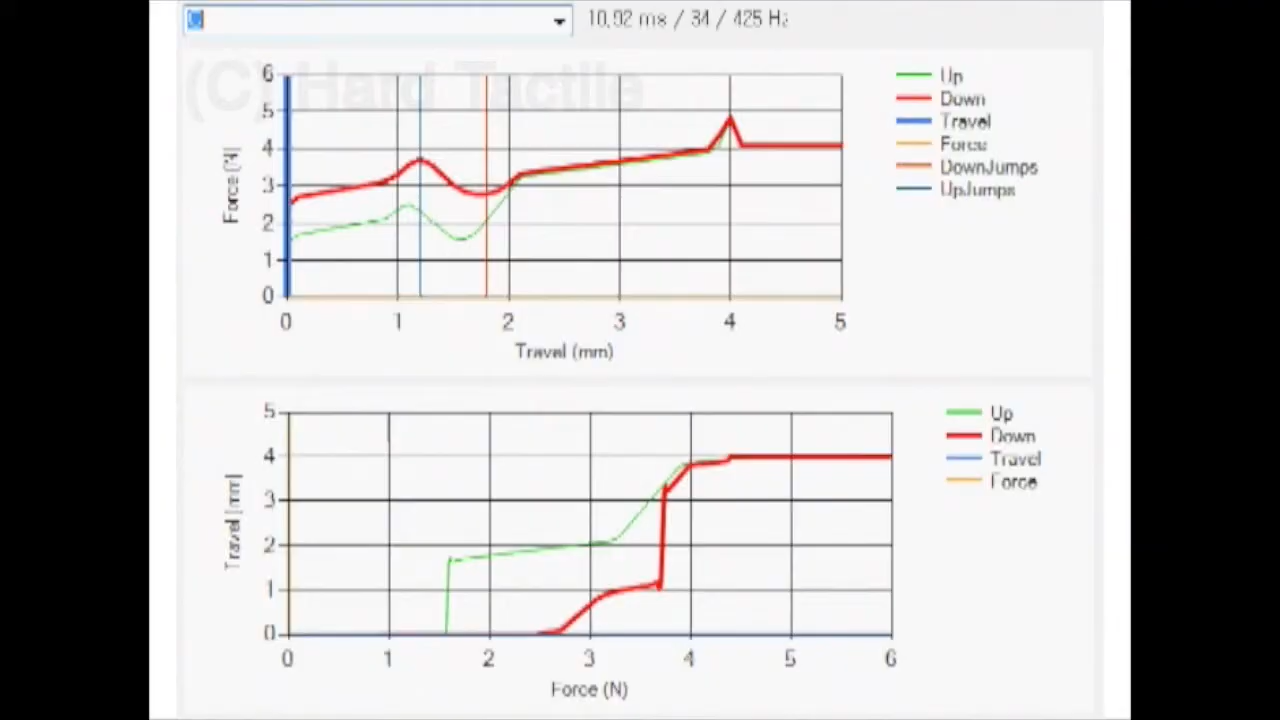 10,92 ms / 34 / 425 Hz
(C) Hard Tactile
6
5
4
3
2
1
0
Force [N]
0 1 2 3 4 5
Travel (mm)
Up
Down
Travel
Force
DownJumps
UpJumps
5
4
3
2
1
0
Travel [mm]
0 1 2 3 4 5 6
Force (N)
Up
Down
Travel
Force